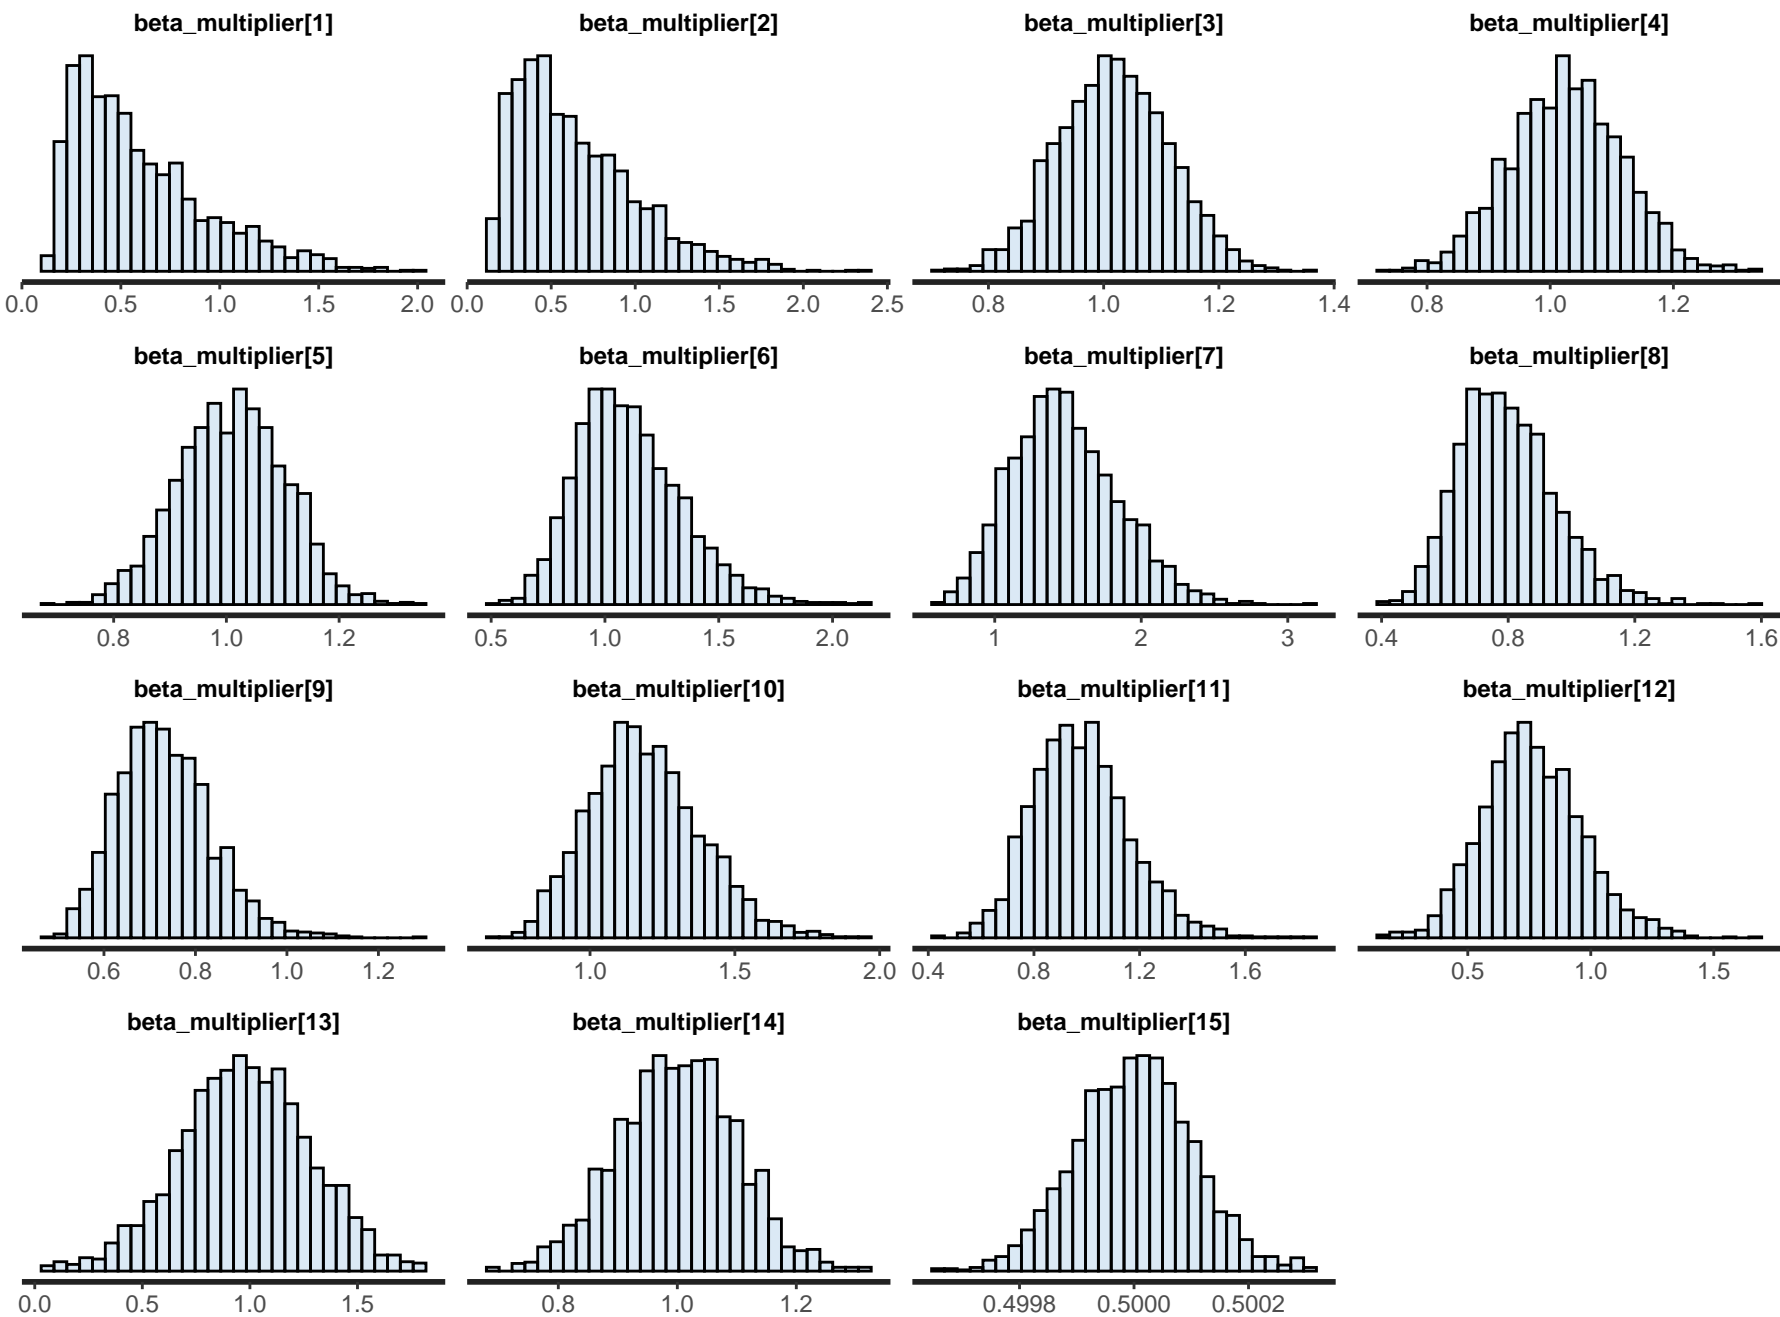 beta_multiplier[1] beta_multiplier[2] beta_multiplier[3] beta_multiplier[4]
0.0 0.5 1.0 1.5 2.0 0.0 0.5 1.0 1.5 2.0 2.5 0.8 1.0 1.2 1.4 0.8 1.0 1.2
beta_multiplier[5] beta_multiplier[6] beta_multiplier[7] beta_multiplier[8]
0.8 1.0 1.2 0.5 1.0 1.5 2.0 1 2 3 0.4 0.8 1.2 1.6
beta_multiplier[9] beta_multiplier[10] beta_multiplier[11] beta_multiplier[12]
0.6 0.8 1.0 1.2 1.0 1.5 2.0 0.4 0.8 1.2 1.6 0.5 1.0 1.5
beta_multiplier[13] beta_multiplier[14] beta_multiplier[15]
0.0 0.5 1.0 1.5 0.8 1.0 1.2 0.4998 0.5000 0.5002